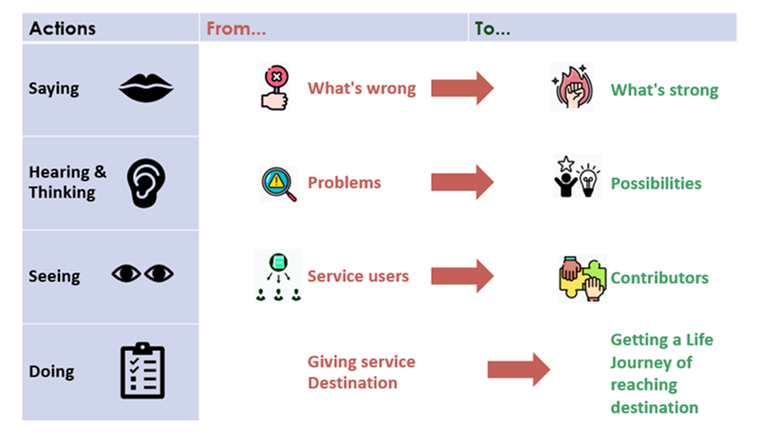 Actions From... To...
Saying What's wrong What's strong
Hearing &
Thinking Problems Possibilities
Seeing Service users Contributors
Doing
Giving service
Destination
Getting a Life
Journey of
reaching
destination